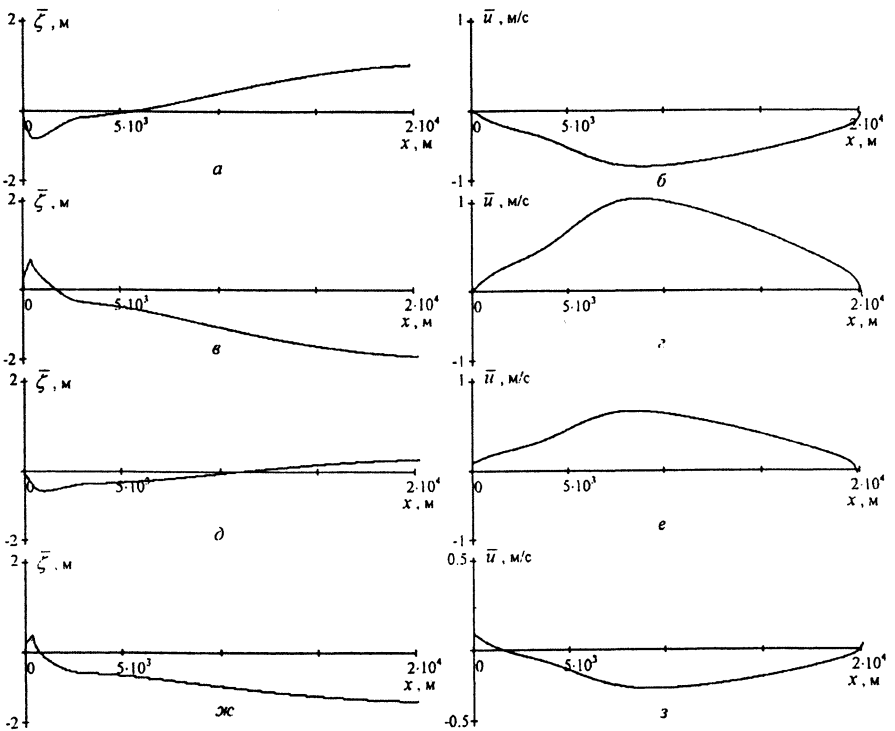 2 ζ̅, м
0 5·10³ 2·10⁴
x, м
-2
а
1 u̅, м/с
0 5·10³ 2·10⁴
x, м
-1
б
2 ζ̅, м
0 5·10³ 2·10⁴
x, м
-2
в
1 u̅, м/с
0 5·10³ 2·10⁴
x, м
-1
г
2 ζ̅, м
0 5·10³ 2·10⁴
x, м
-2
д
1 u̅, м/с
0 5·10³ 2·10⁴
x, м
-1
е
2 ζ̅, м
0 5·10³ 2·10⁴
x, м
-2
ж
0.5 u̅, м/с
0 5·10³ 2·10⁴
x, м
-0.5
з